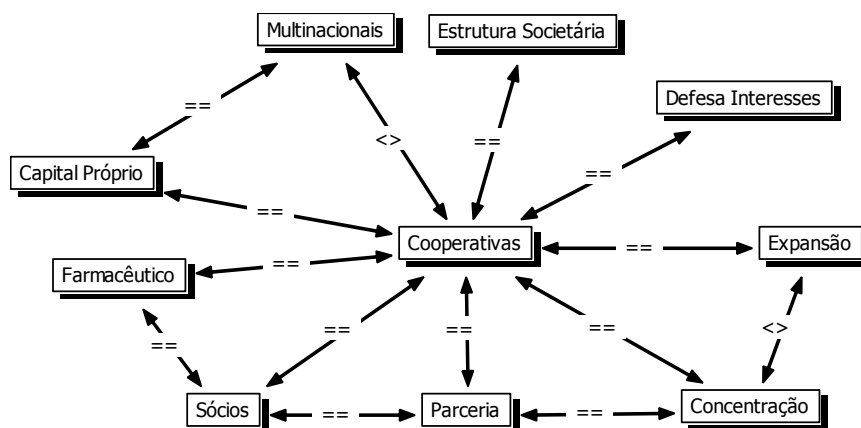 Multinacionais
Estrutura Societária
==
Defesa Interesses
<>
==
==
Capital Próprio
==
Cooperativas
==
Expansão
Farmacêutico
==
==
==
==
==
<>
Sócios
==
Parceria
==
Concentração